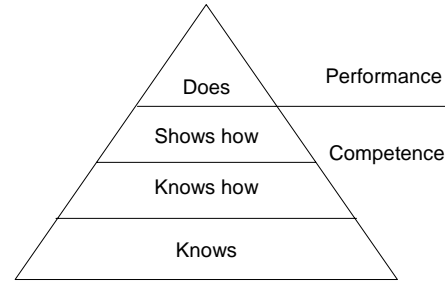 Does
Performance
Shows how
Competence
Knows how
Knows